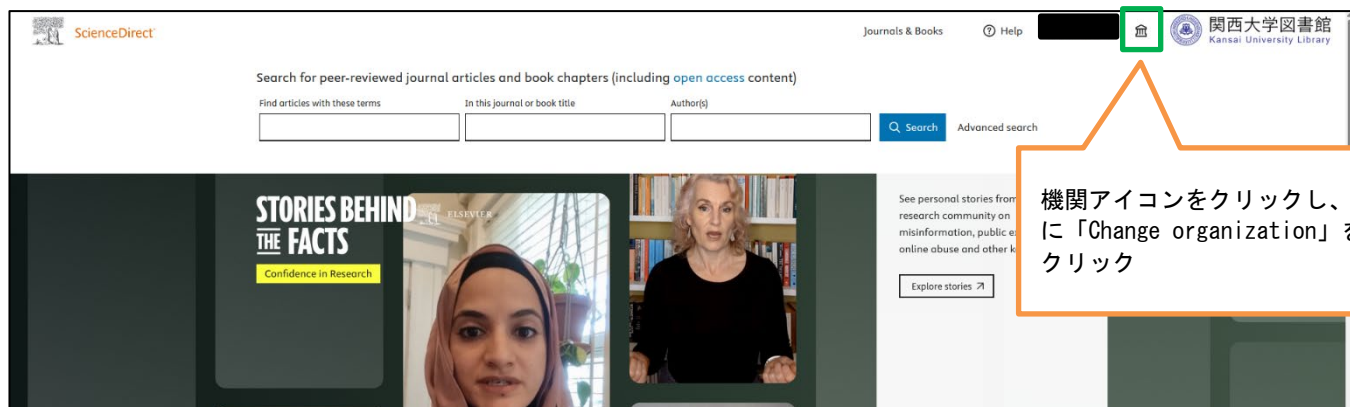 ScienceDirect
Journals & Books
Help
関西大学図書館
Kansai University Library
Search for peer-reviewed journal articles and book chapters (including open access content)
Find articles with these terms
In this journal or book title
Author(s)
Search
Advanced search
機関アイコンをクリックし、
に「Change organization」を
クリック
STORIES BEHIND
THE FACTS
Confidence in Research
ELSEVIER
See personal stories from
research community on
misinformation, public
online abuse and other
Explore stories